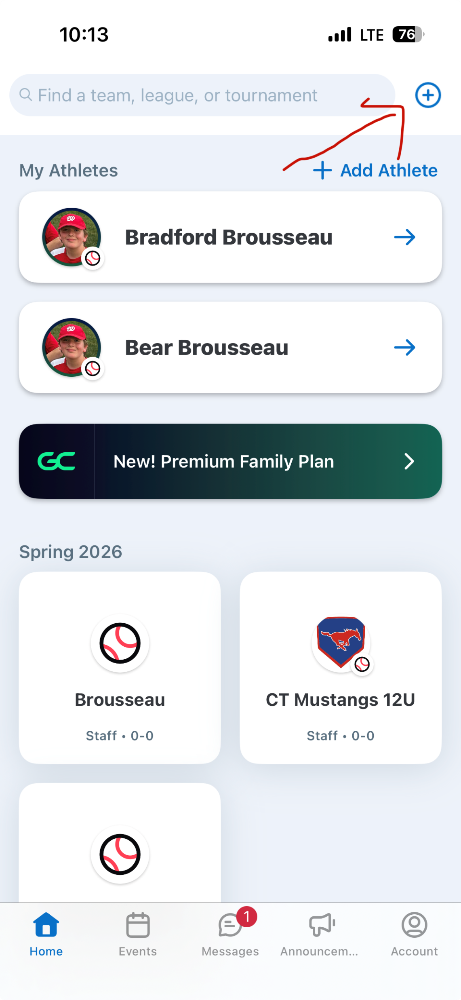 10:13 LTE 76
Find a team, league, or tournament
My Athletes + Add Athlete
Bradford Brousseau
Bear Brousseau
GC New! Premium Family Plan
Spring 2026
Brousseau
Staff • 0-0
CT Mustangs 12U
Staff • 0-0
1
Home Events Messages Announcem... Account